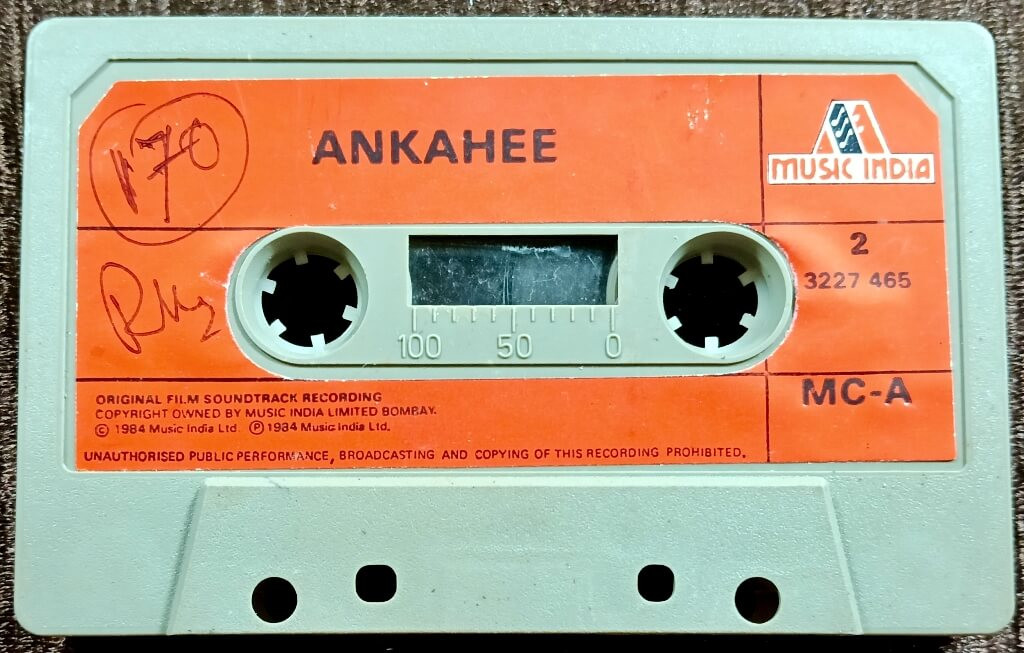 170
ANKAHEE
MUSIC INDIA
2
3227 465
100 50 0
MC-A
ORIGINAL FILM SOUNDTRACK RECORDING
COPYRIGHT OWNED BY MUSIC INDIA LIMITED BOMBAY.
© 1984 Music India Ltd. ℗ 1984 Music India Ltd.
UNAUTHORISED PUBLIC PERFORMANCE, BROADCASTING AND COPYING OF THIS RECORDING PROHIBITED.